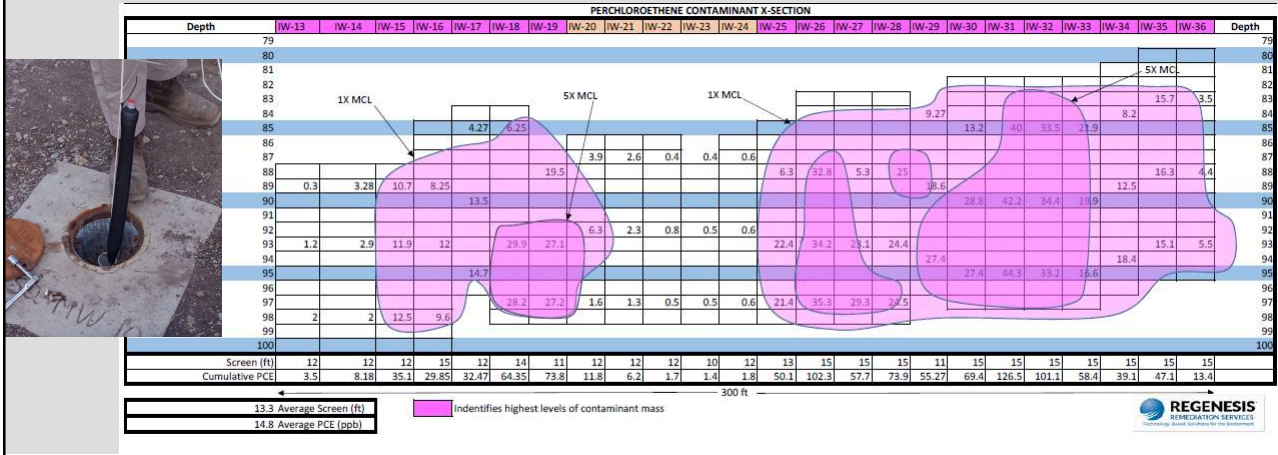 PERCHLOROETHENE CONTAMINANT X-SECTION
Depth IW-13 IW-14 IW-15 IW-16 IW-17 IW-18 IW-19 IW-20 IW-21 IW-22 IW-23 IW-24 IW-25 IW-26 IW-27 IW-28 IW-29 IW-30 IW-31 IW-32 IW-33 IW-34 IW-35 IW-36 Depth
79 79
80 80
81 81
82 5X MCL 82
83 1X MCL 5X MCL 1X MCL 15.7 3.5 83
84 9.27 8.2 84
85 4.27 6.25 13.2 40 33.5 21.9 85
86 86
87 3.9 2.6 0.4 0.4 0.6 87
88 19.5 6.3 32.8 5.3 25 16.3 4.4 88
89 0.3 3.28 10.7 8.25 18.6 12.5 89
90 13.5 28.8 42.2 34.4 19.9 90
91 91
92 6.3 2.3 0.8 0.5 0.6 92
93 1.2 2.9 11.9 12 29.9 27.1 22.4 34.2 23.1 24.4 15.1 5.5 93
94 27.4 18.4 94
95 14.7 27.4 44.3 33.2 16.6 95
96 96
97 28.2 27.2 1.6 1.3 0.5 0.5 0.6 21.4 35.3 29.3 24.5 97
98 2 2 12.5 9.6 98
99 99
100 100
Screen (ft) 12 12 12 15 12 14 11 12 12 12 10 12 13 15 15 15 11 15 15 15 15 15 15 15
Cumulative PCE 3.5 8.18 35.1 29.85 32.47 64.35 73.8 11.8 6.2 1.7 1.4 1.8 50.1 102.3 57.7 73.9 55.27 69.4 126.5 101.1 58.4 39.1 47.1 13.4
300 ft
13.3 Average Screen (ft) Indentifies highest levels of contaminant mass
14.8 Average PCE (ppb)
REGENESIS
REMEDIATION SERVICES
Technology-Based Solutions for the Environment